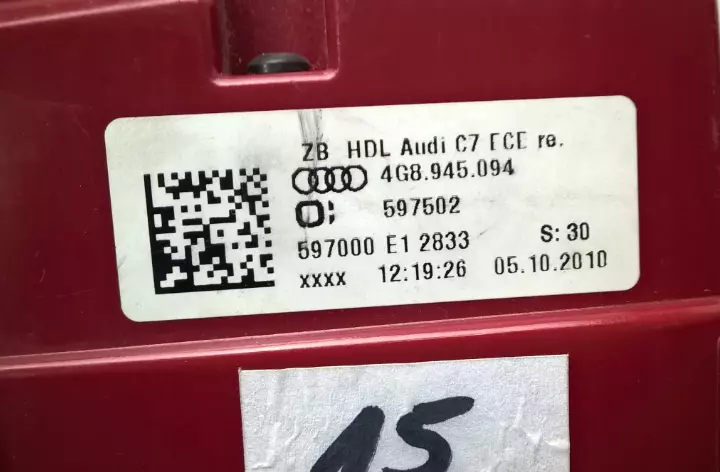 ZB HDL Audi C7 ECE re.
4G8.945.094
597502
597000 E1 2833 S: 30
xxxx 12:19:26 05.10.2010
15